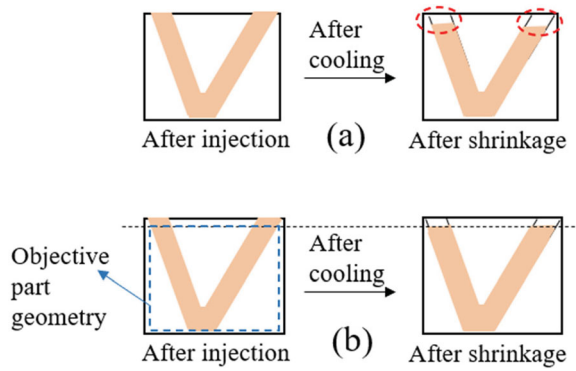 After
cooling
After injection
(a)
After shrinkage
Objective
part
geometry
After
cooling
After injection
(b)
After shrinkage